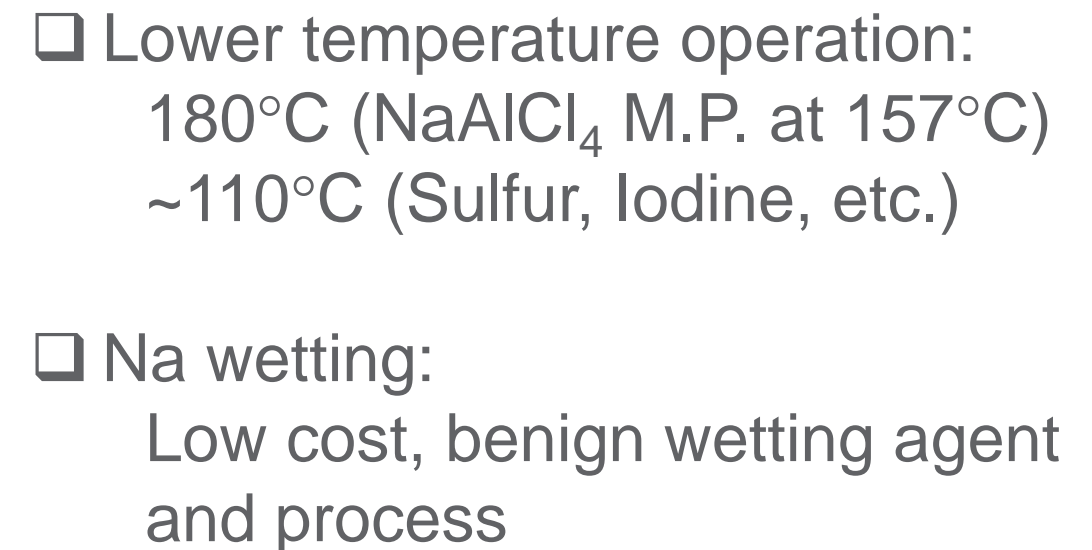 ❑ Lower temperature operation:
180°C (NaAlCl₄ M.P. at 157°C)
~110°C (Sulfur, Iodine, etc.)
❑ Na wetting:
Low cost, benign wetting agent
and process